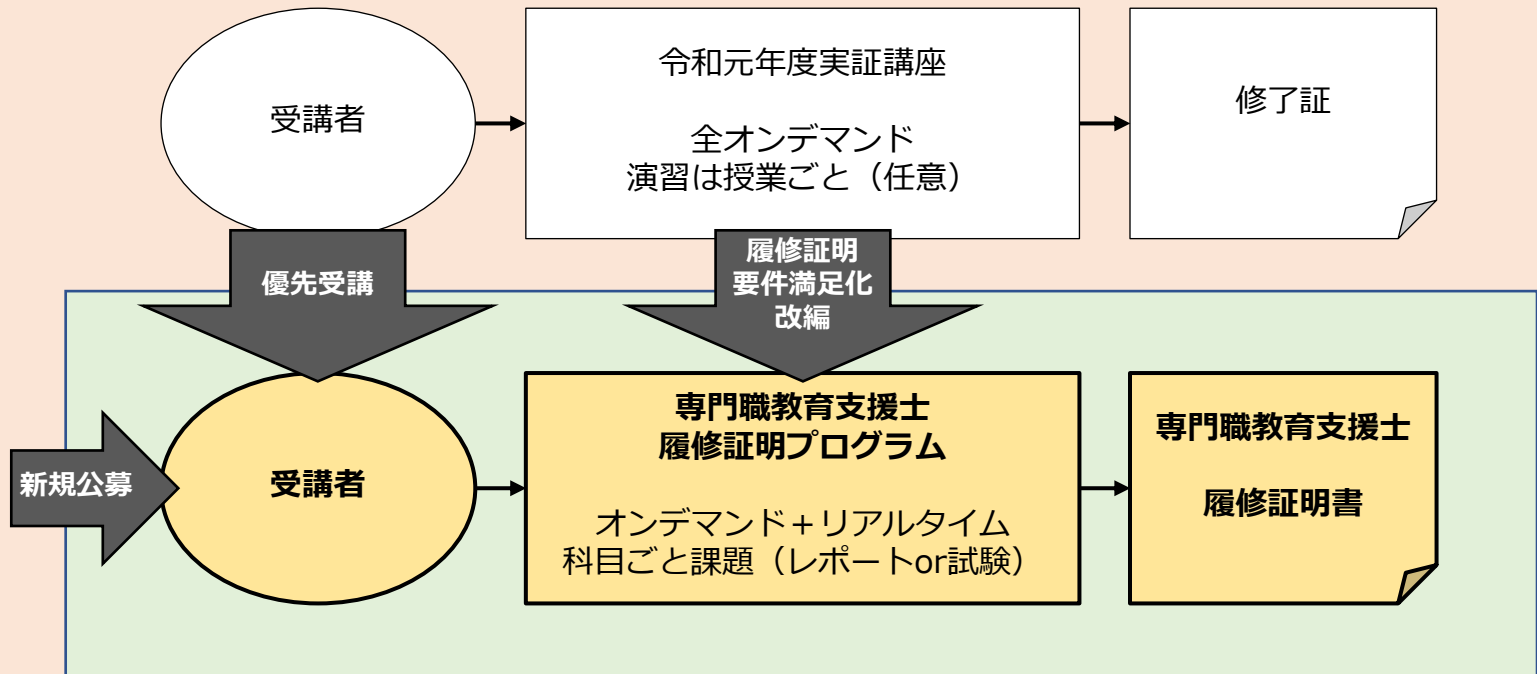 受講者
令和元年度実証講座
全オンデマンド
演習は授業ごと（任意）
修了証
優先受講
履修証明
要件満足化
改編
新規公募
受講者
専門職教育支援士
履修証明プログラム
オンデマンド＋リアルタイム
科目ごと課題（レポートor試験）
専門職教育支援士
履修証明書